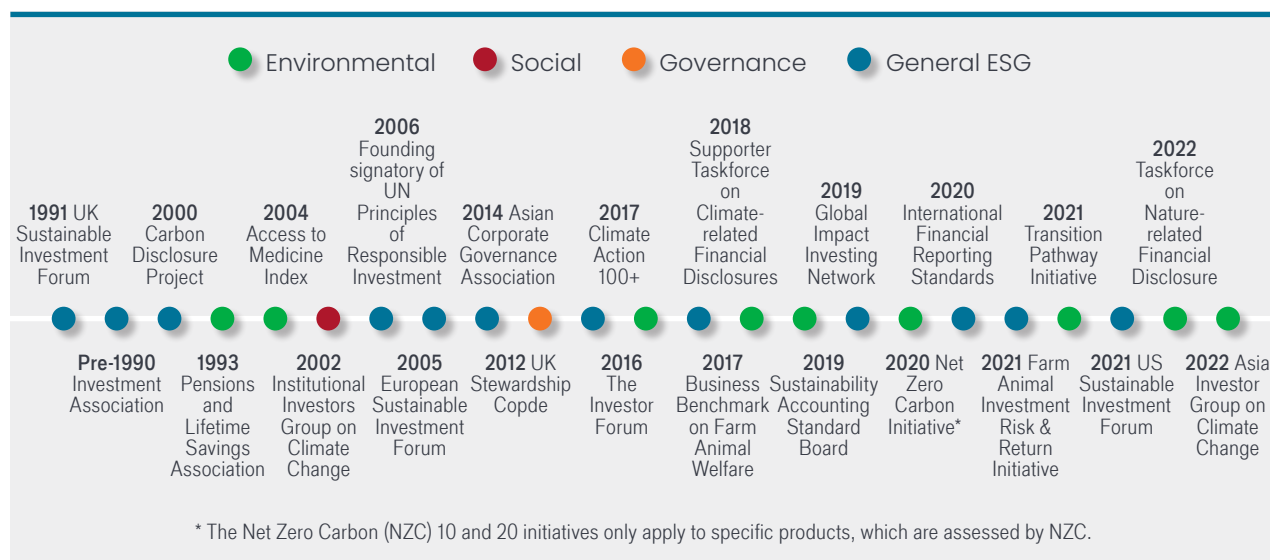 Environmental
Social
Governance
General ESG
1991 UK
Sustainable
Investment
Forum
2000
Carbon
Disclosure
Project
2004
Access to
Medicine
Index
2006
Founding
signatory of
UN
Principles
of
Responsible
Investment
2014 Asian
Corporate
Governance
Association
2017
Climate
Action
100+
2018
Supporter
Taskforce
on
Climate-
related
Financial
Disclosures
2019
Global
Impact
Investing
Network
2020
International
Financial
Reporting
Standards
2021
Transition
Pathway
Initiative
2022
Taskforce
on
Nature-
related
Financial
Disclosure
Pre-1990
Investment
Association
1993
Pensions
and
Lifetime
Savings
Association
2002
Institutional
Investors
Group on
Climate
Change
2005
European
Sustainable
Investment
Forum
2012 UK
Stewardship
Copde
2016
The
Investor
Forum
2017
Business
Benchmark
on Farm
Animal
Welfare
2019
Sustainability
Accounting
Standard
Board
2020 Net
Zero
Carbon
Initiative*
2021 Farm
Animal
Investment
Risk &
Return
Initiative
2021 US
Sustainable
Investment
Forum
2022 Asia
Investor
Group on
Climate
Change
* The Net Zero Carbon (NZC) 10 and 20 initiatives only apply to specific products, which are assessed by NZC.